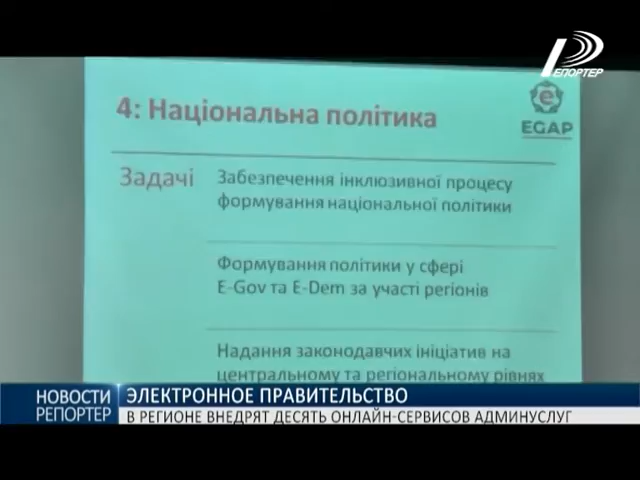 РЕПОРТЕР
4: Національна політика
EGAP
Задачі
Забезпечення інклюзивної процесу
формування національної політики
Формування політики у сфері
E-Gov та E-Dem за участі регіонів
Надання законодавчих ініціатив на
центральному та регіональному рівнях
НОВОСТИ
РЕПОРТЕР
ЭЛЕКТРОННОЕ ПРАВИТЕЛЬСТВО
В РЕГИОНЕ ВНЕДРЯТ ДЕСЯТЬ ОНЛАЙН-СЕРВИСОВ АДМИНУСЛУГ